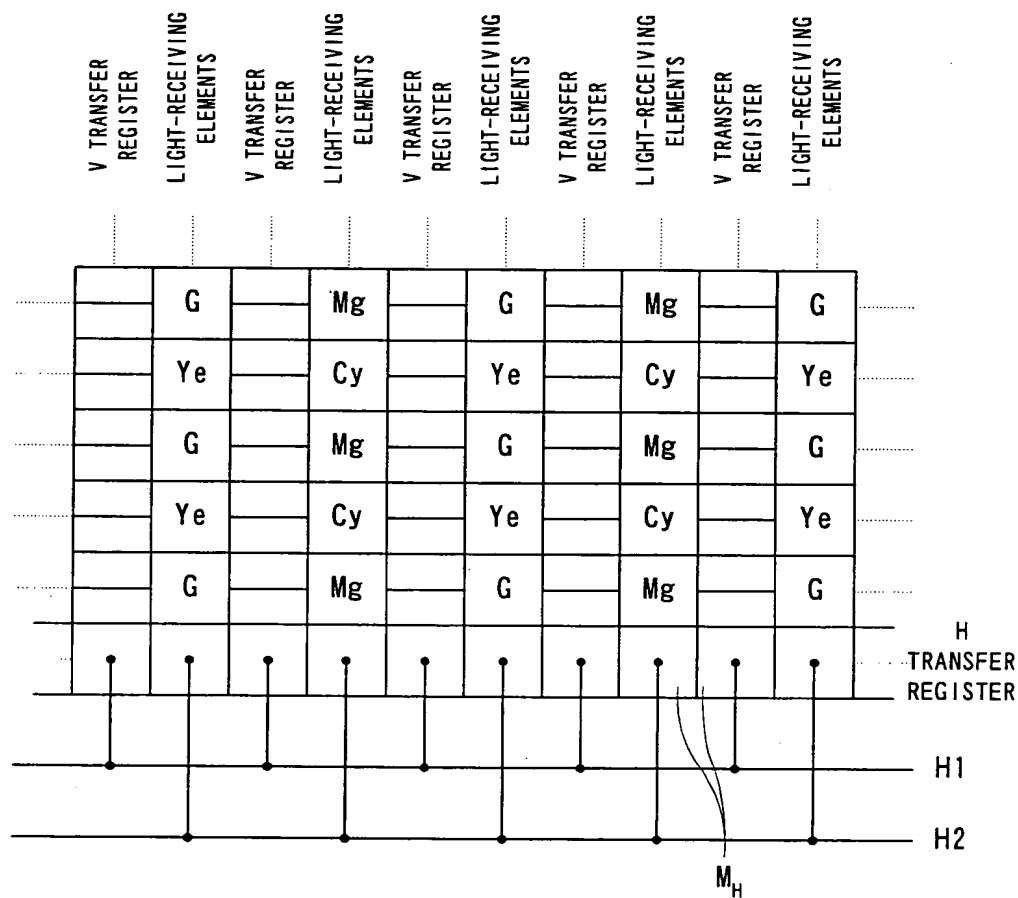 V TRANSFER
REGISTER
LIGHT-RECEIVING
ELEMENTS
V TRANSFER
REGISTER
LIGHT-RECEIVING
ELEMENTS
V TRANSFER
REGISTER
LIGHT-RECEIVING
ELEMENTS
V TRANSFER
REGISTER
LIGHT-RECEIVING
ELEMENTS
V TRANSFER
REGISTER
LIGHT-RECEIVING
ELEMENTS
G Mg G Mg G
Ye Cy Ye Cy Ye
G Mg G Mg G
Ye Cy Ye Cy Ye
G Mg G Mg G
H
TRANSFER
REGISTER
H1
H2
MH